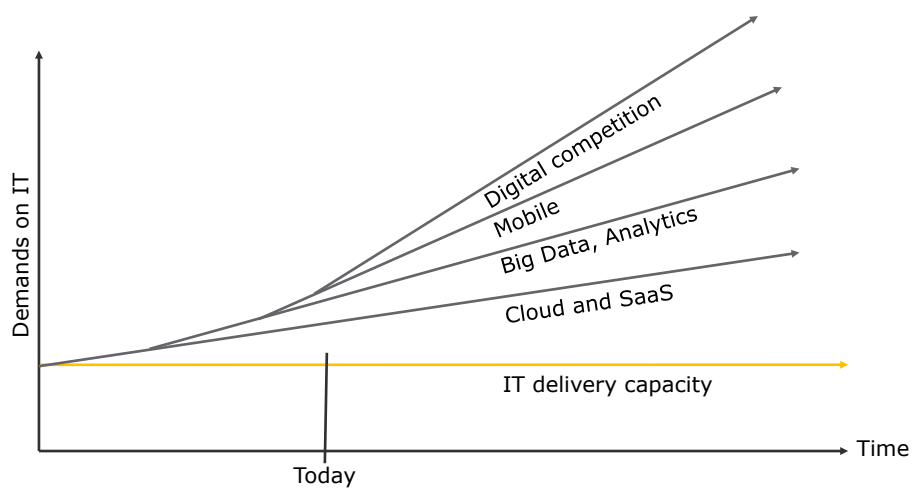 Demands on IT
Digital competition
Mobile
Big Data, Analytics
Cloud and SaaS
IT delivery capacity
Time
Today